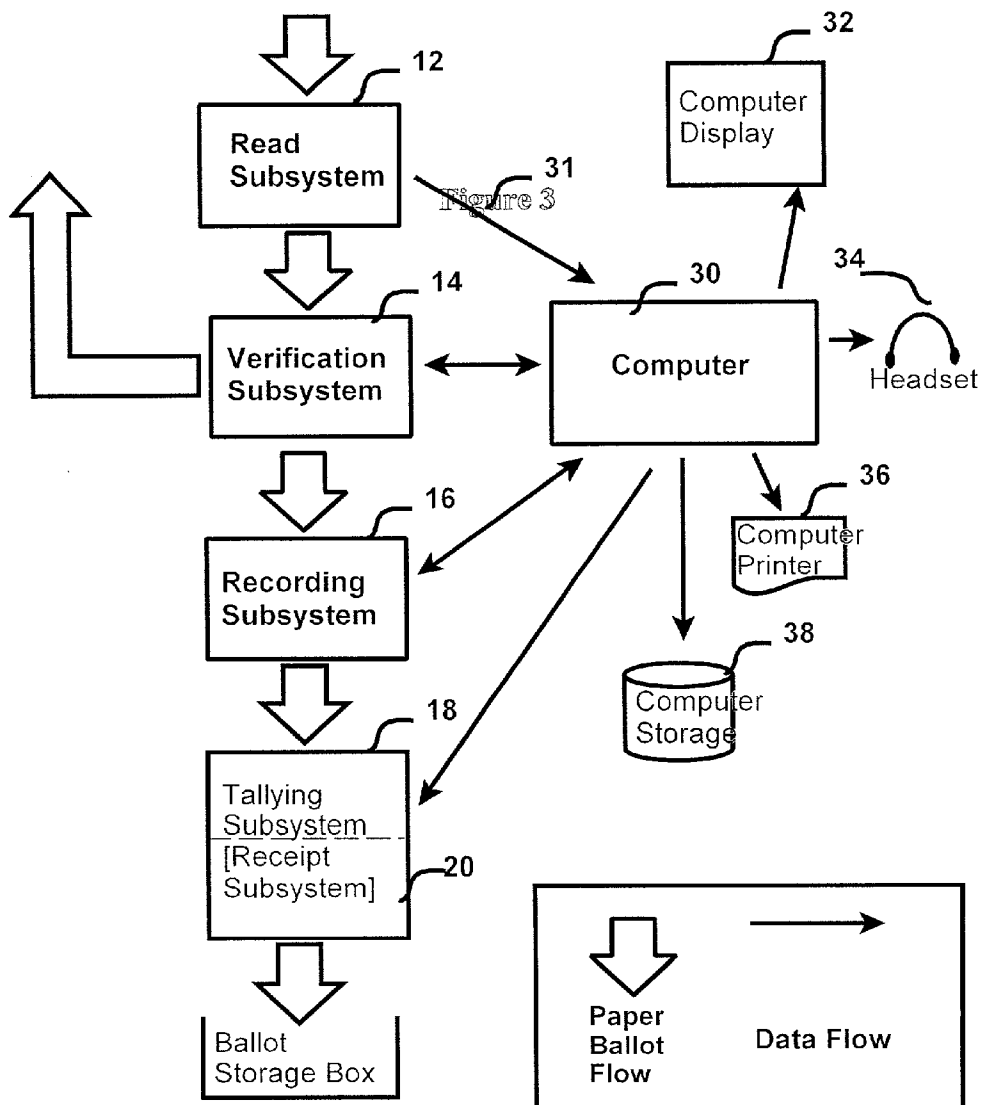 12
Read
Subsystem
31
Figure 3
32
Computer
Display
14
Verification
Subsystem
30
Computer
34
Headset
16
Recording
Subsystem
36
Computer
Printer
38
Computer
Storage
18
Tallying
Subsystem
[Receipt
Subsystem]
20
Ballot
Storage Box
Paper
Ballot
Flow
Data Flow